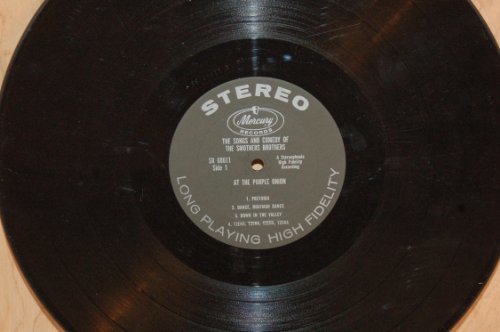 STEREO
Mercury
RECORDS
THE SONGS AND COMEDY OF
THE SMOTHERS BROTHERS
SR 60611
Side 1
A Stereophonic
High Fidelity
Recording
AT THE PURPLE ONION
1. PRETORIA
2. DANCE, BOATMAN DANCE
3. DOWN IN THE VALLEY
4. TZENA, TZENA, TZENA, TZENA
LONG PLAYING HIGH FIDELITY